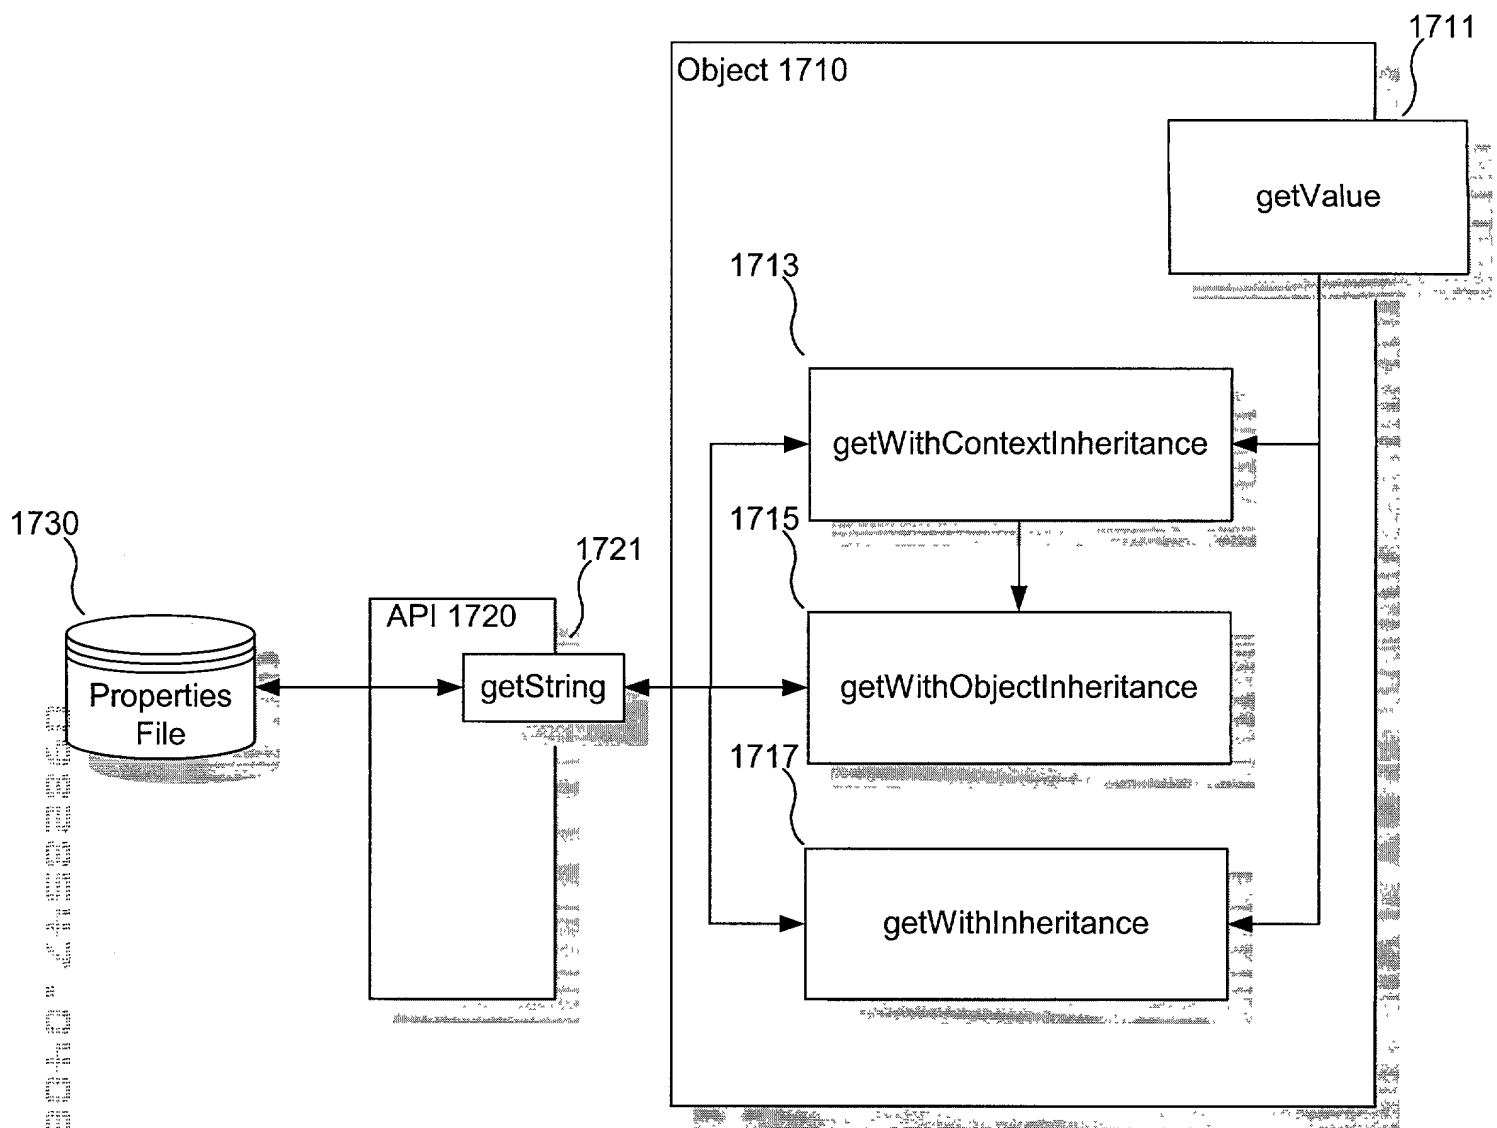 1711
Object 1710
getValue
1713
getWithContextInheritance
1715
1730
1721
API 1720
getString
getWithObjectInheritance
Properties
File
1717
getWithInheritance